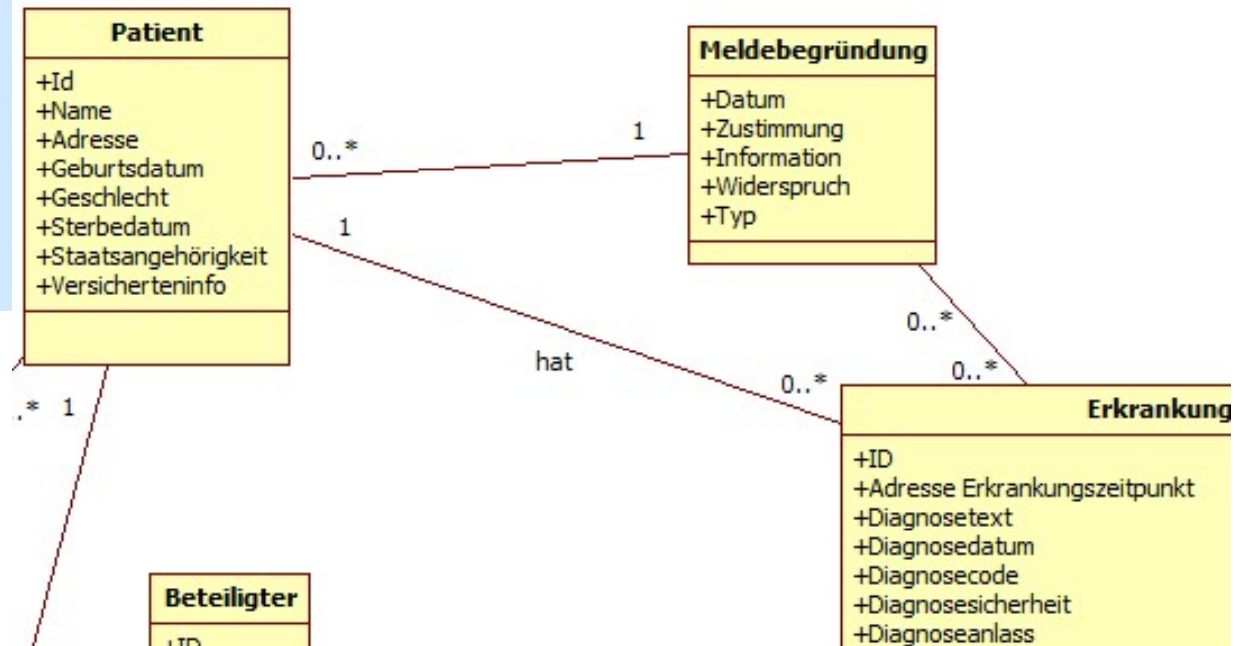 Patient
+Id
+Name
+Adresse
+Geburtsdatum
+Geschlecht
+Sterbedatum
+Staatsangehörigkeit
+Versicherteninfo
Meldebegründung
+Datum
+Zustimmung
+Information
+Widerspruch
+Typ
0..*
1
1
hat
0..*
0..*
0..*
.*
1
Erkrankung
+ID
+Adresse Erkrankungszeitpunkt
+Diagnosetext
+Diagnosedatum
+Diagnosecode
+Diagnosesicherheit
+Diagnoseanlass
Beteiligter
+ID